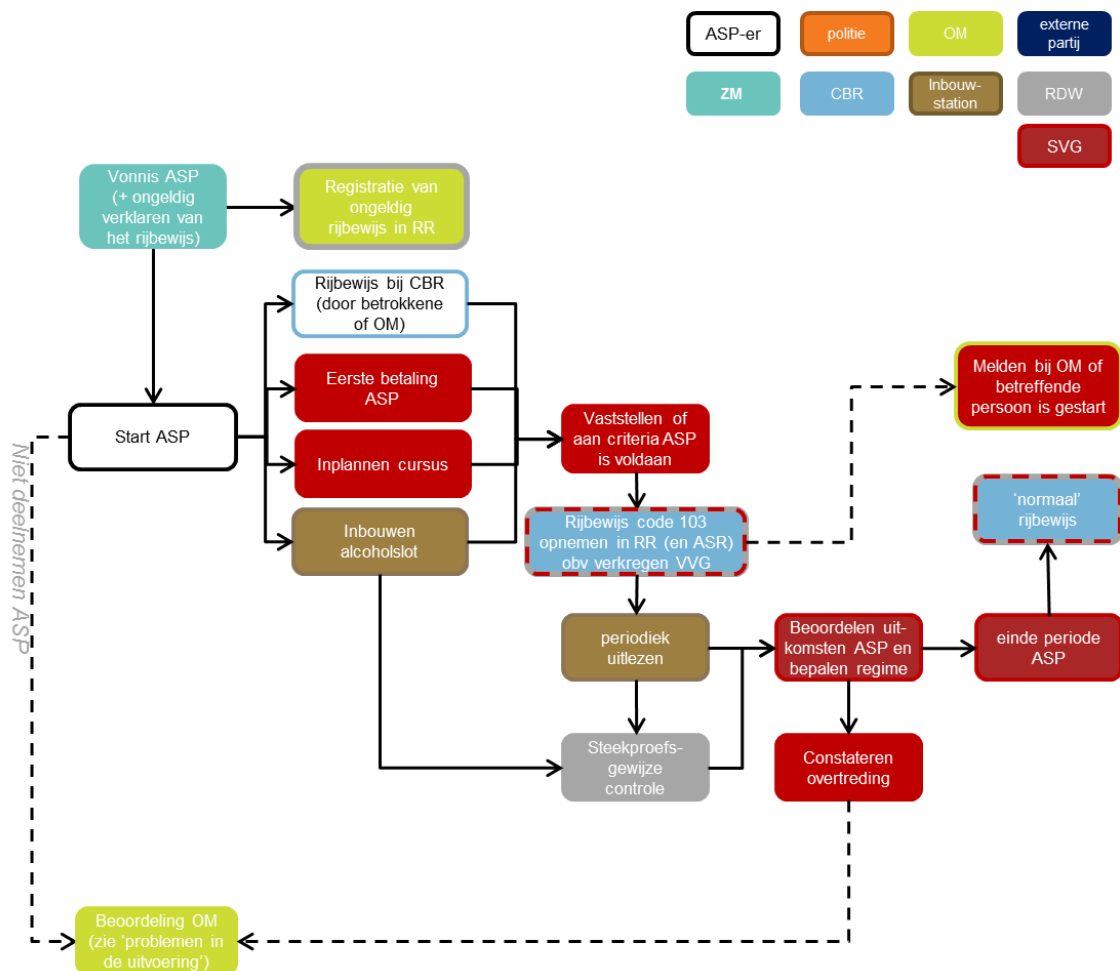 ASP-er
politie
OM
externe
partij
ZM
CBR
Inbouw-
station
RDW
SVG
Vonnis ASP
(+ ongeldig
verklaren van
het rijbewijs)
Registratie van
ongeldig
rijbewijs in RR
Rijbewijs bij CBR
(door betrokkene
of OM)
Eerste betaling
ASP
Start ASP
Inplannen cursus
Inbouwen
alcoholslot
Vaststellen of
aan criteria ASP
is voldaan
Melden bij OM of
betreffende
persoon is gestart
Rijbewijs code 103
opnemen in RR (en ASR)
obv verkregen VVG
‘normaal’
rijbewijs
periodiek
uitlezen
Beoordelen uit-
komsten ASP en
bepalen regime
einde periode
ASP
Steekproefs-
gewijze
controle
Constateren
overtreding
Niet deelnemen ASP
Beoordeling OM
(zie ‘problemen in
de uitvoering’)